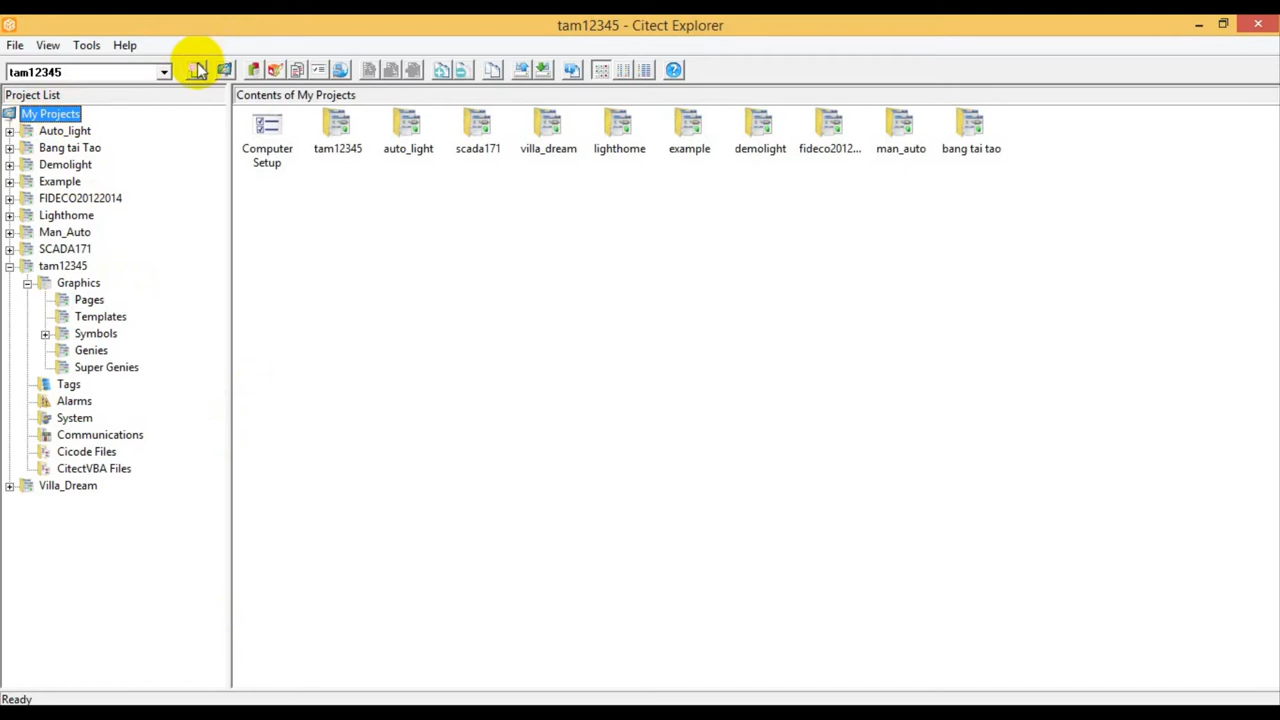 tam12345 - Citect Explorer
File View Tools Help
tam12345
Project List
Contents of My Projects
My Projects
Auto_light
Bang tai Tao
Demolight
Example
FIDECO20122014
Lighthome
Man_Auto
SCADA171
tam12345
Graphics
Pages
Templates
Symbols
Genies
Super Genies
Tags
Alarms
System
Communications
Cicode Files
CitectVBA Files
Villa_Dream
Computer tam12345 auto_light scada171 villa_dream lighthome example demolight fideco2012... man_auto bang tai tao
Setup
Ready